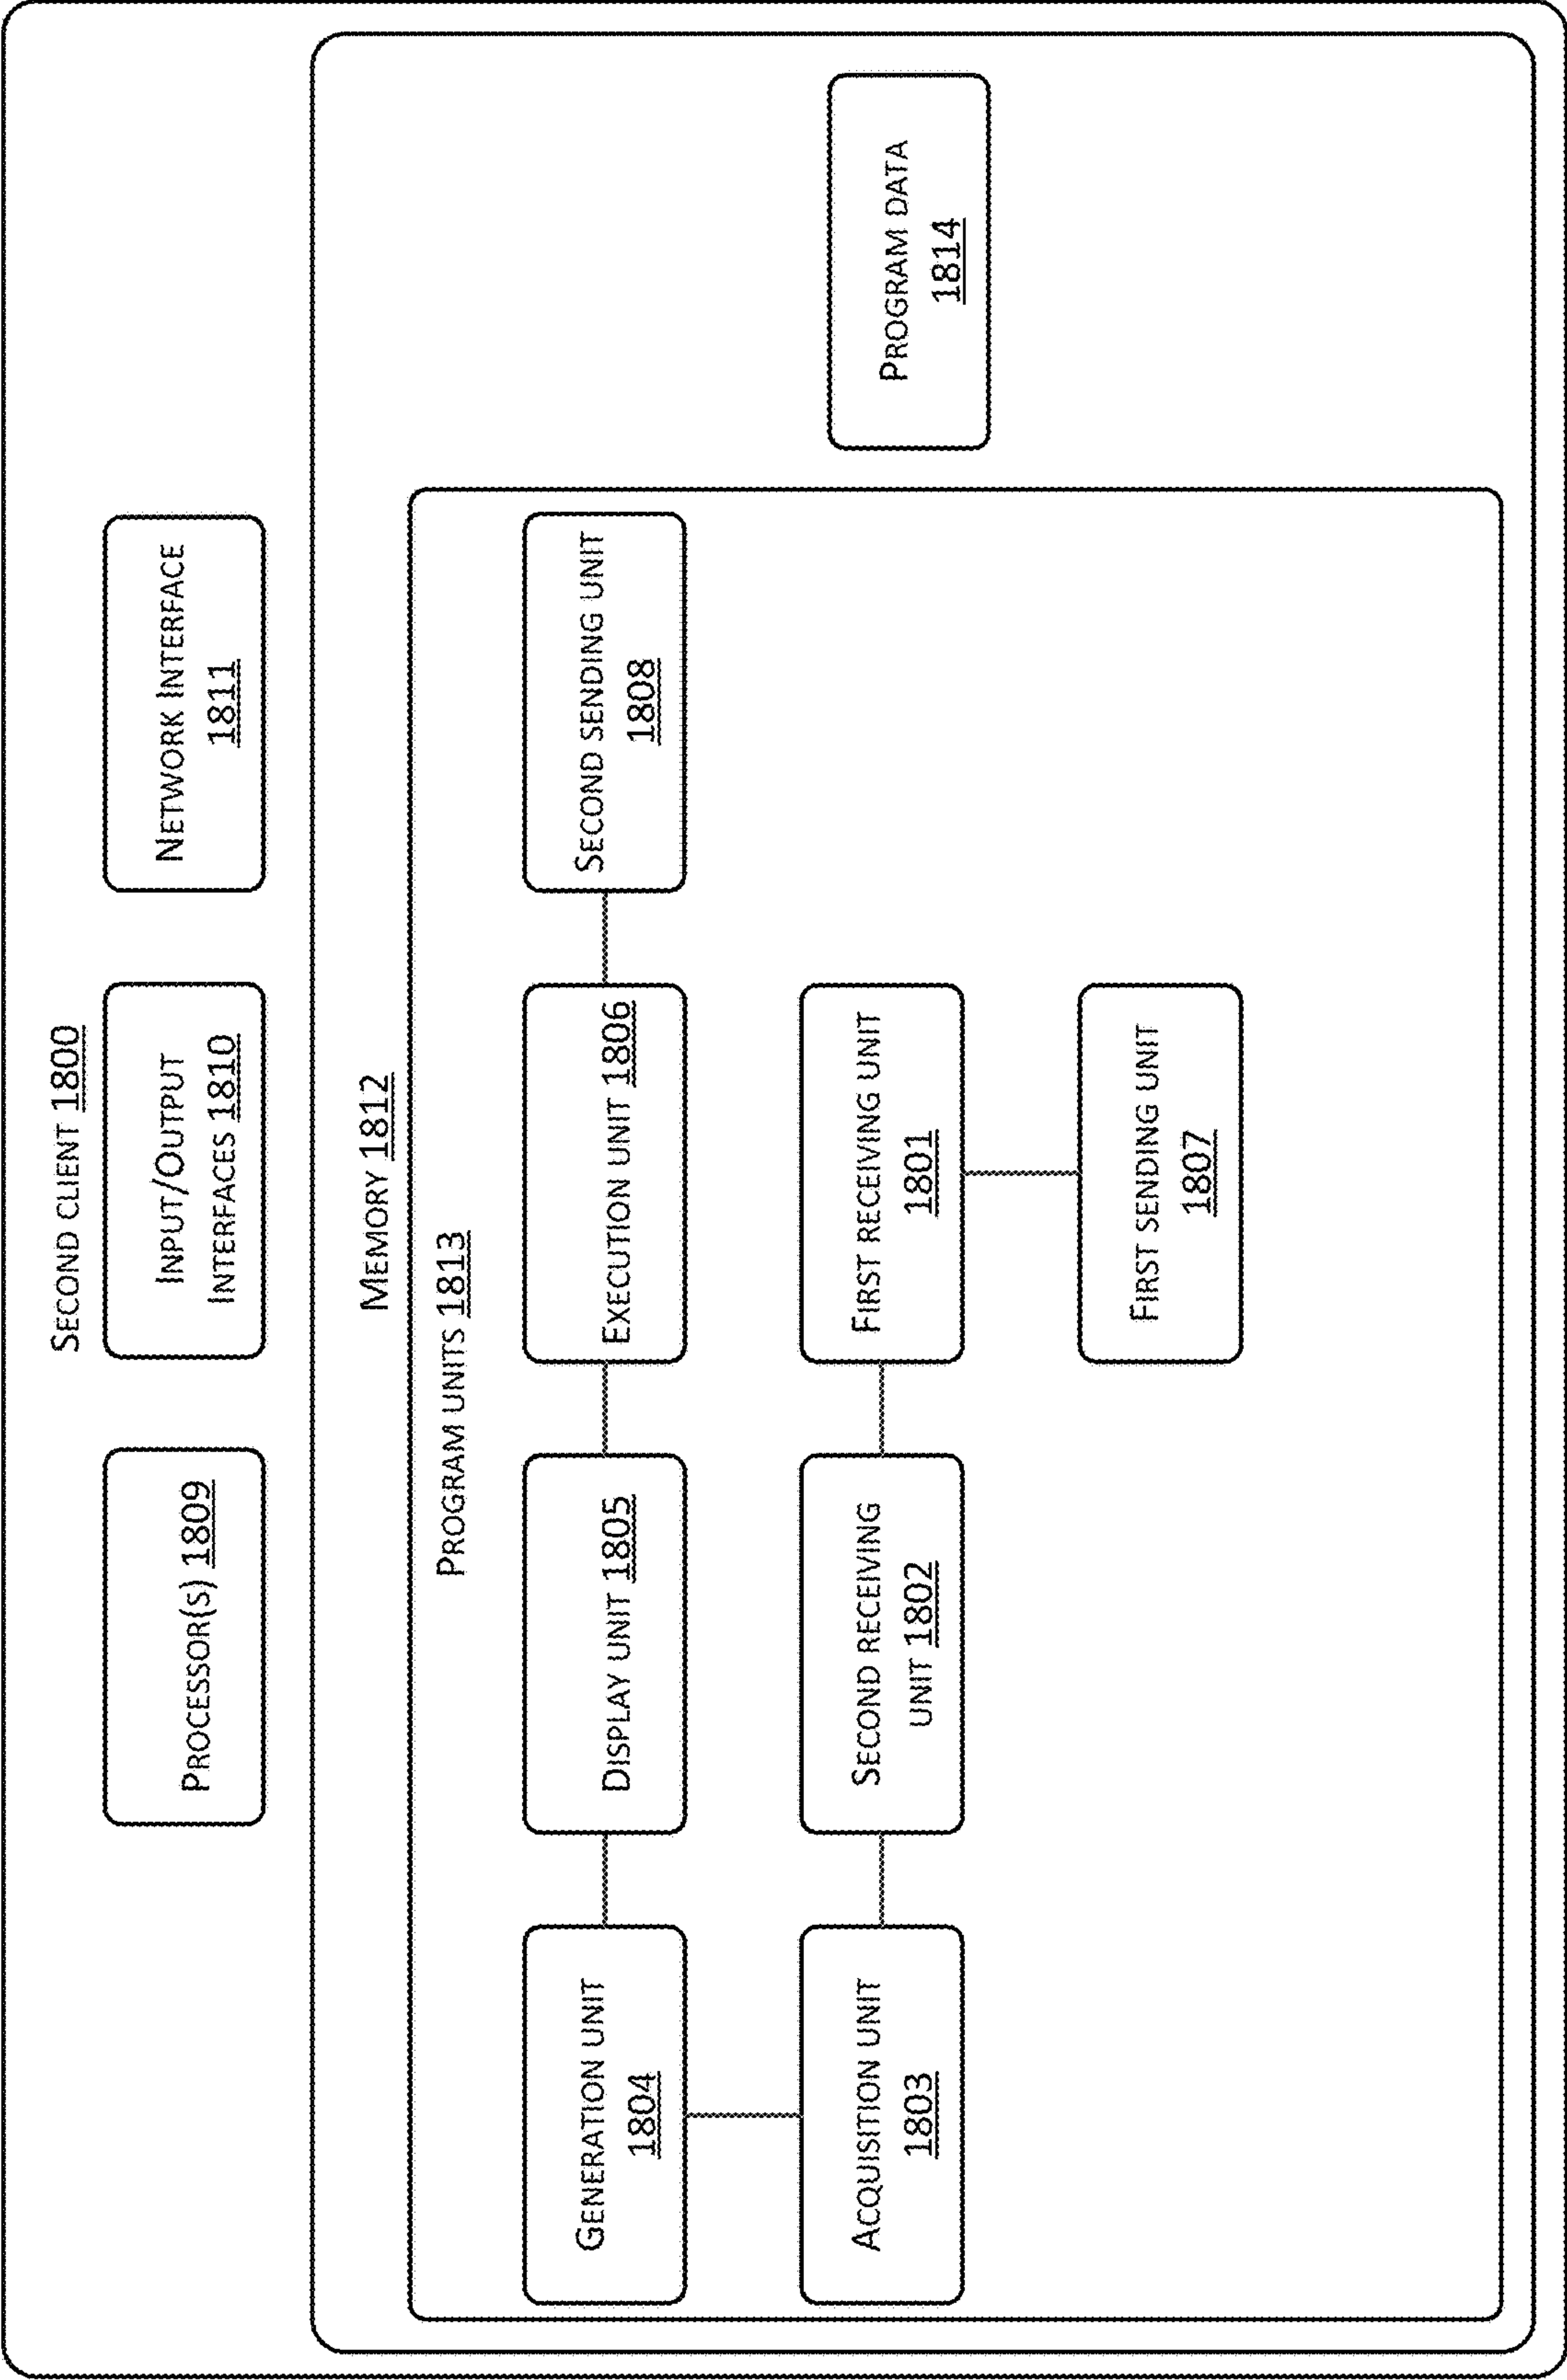 SECOND CLIENT 1800
PROCESSOR(S) 1809
INPUT/OUTPUT
INTERFACES 1810
NETWORK INTERFACE
1811
MEMORY 1812
PROGRAM UNITS 1813
GENERATION UNIT
1804
DISPLAY UNIT 1805
EXECUTION UNIT 1806
SECOND SENDING UNIT
1808
ACQUISITION UNIT
1803
SECOND RECEIVING
UNIT 1802
FIRST RECEIVING UNIT
1801
FIRST SENDING UNIT
1807
PROGRAM DATA
1814